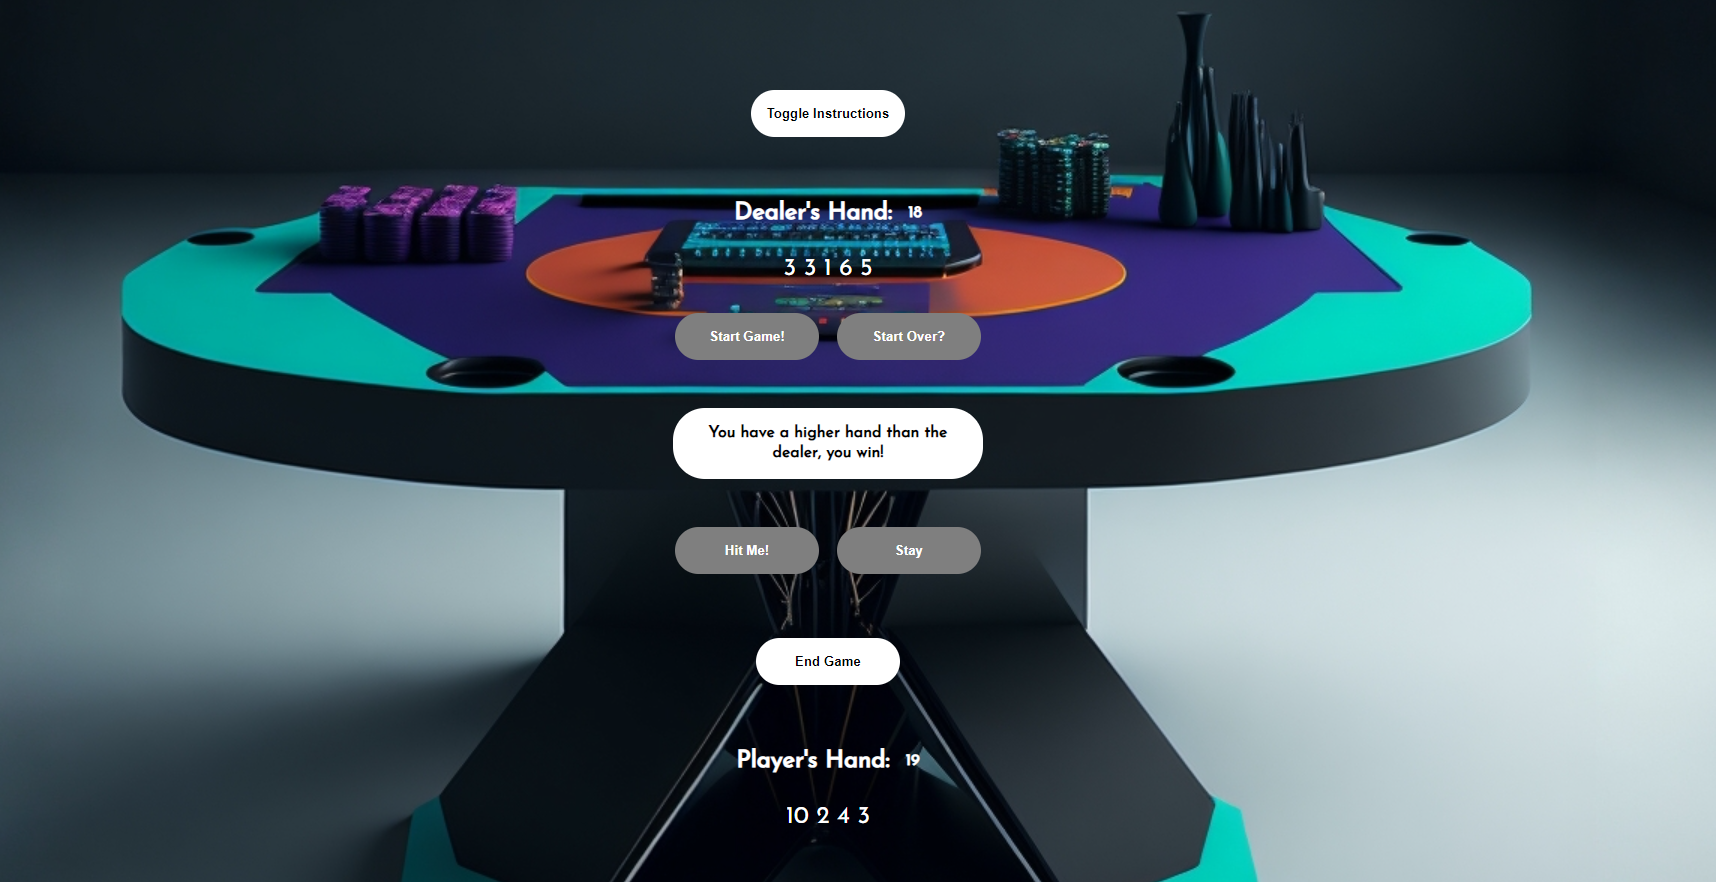 Toggle Instructions
Dealer's Hand: 18
3 3 1 6 5
Start Game! Start Over?
You have a higher hand than the
dealer, you win!
Hit Me! Stay
End Game
Player's Hand: 19
10 2 4 3